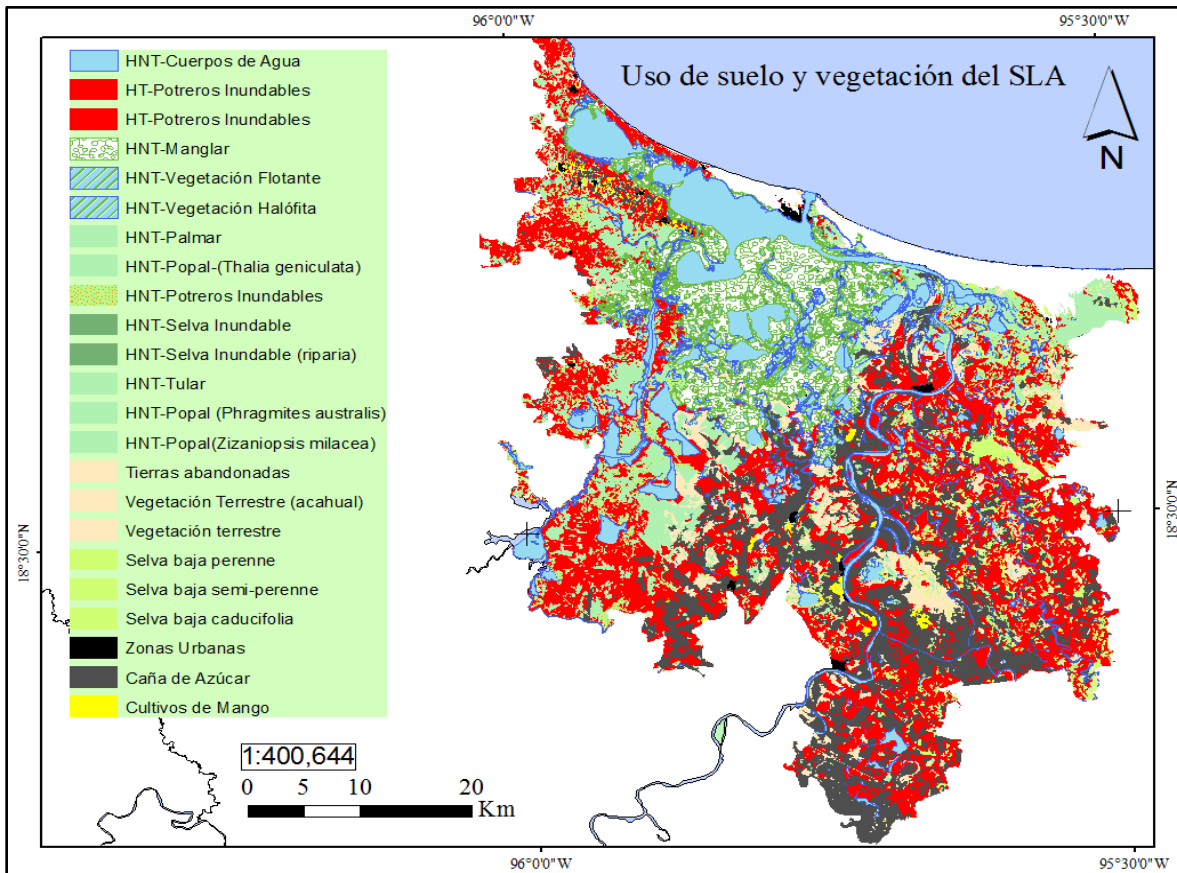 96°0'0"W
95°30'0"W
Uso de suelo y vegetación del SLA
N
HNT-Cuerpos de Agua
HT-Potreros Inundables
HT-Potreros Inundables
HNT-Manglar
HNT-Vegetación Flotante
HNT-Vegetación Halófita
HNT-Palmar
HNT-Popal-(Thalia geniculata)
HNT-Potreros Inundables
HNT-Selva Inundable
HNT-Selva Inundable (riparia)
HNT-Tular
HNT-Popal (Phragmites australis)
HNT-Popal(Zizaniopsis milacea)
Tierras abandonadas
Vegetación Terrestre (acahual)
Vegetación terrestre
Selva baja perenne
Selva baja semi-perenne
Selva baja caducifolia
Zonas Urbanas
Caña de Azúcar
Cultivos de Mango
18°30'0"N
18°30'0"N
1:400,644
0 5 10 20
Km
96°0'0"W
95°30'0"W